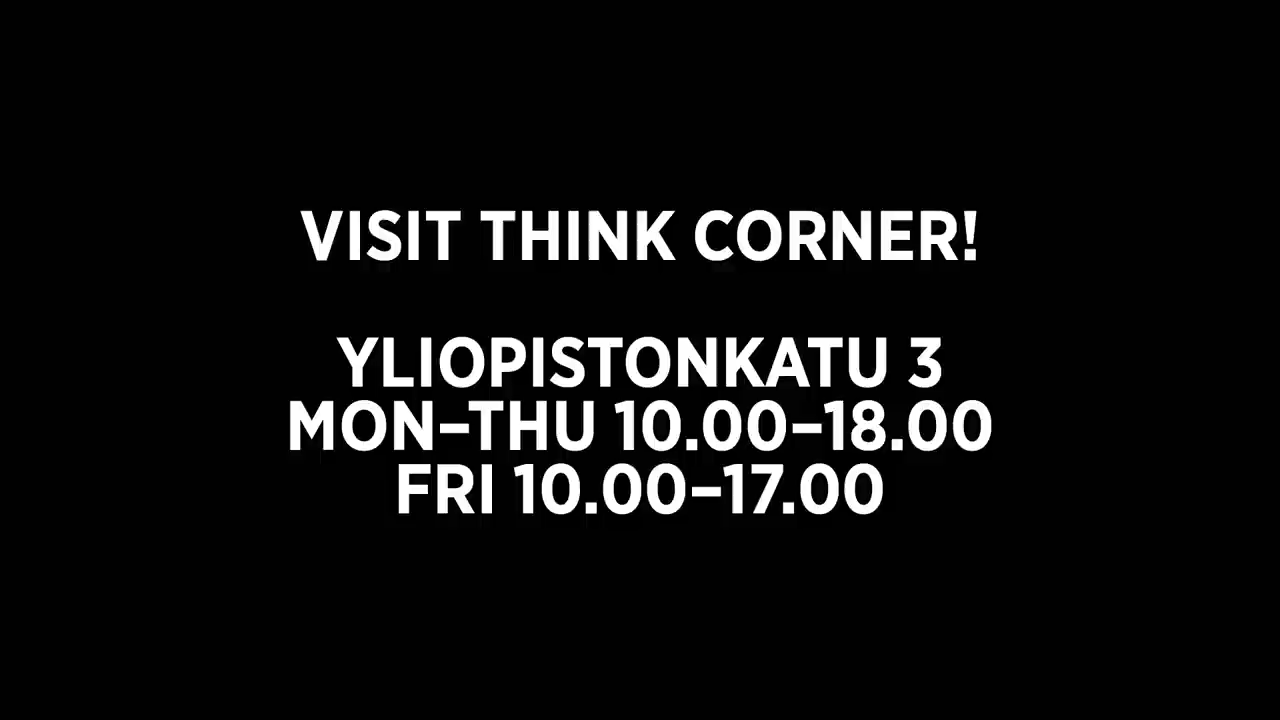 VISIT THINK CORNER!
YLIOPISTONKATU 3
MON–THU 10.00–18.00
FRI 10.00–17.00